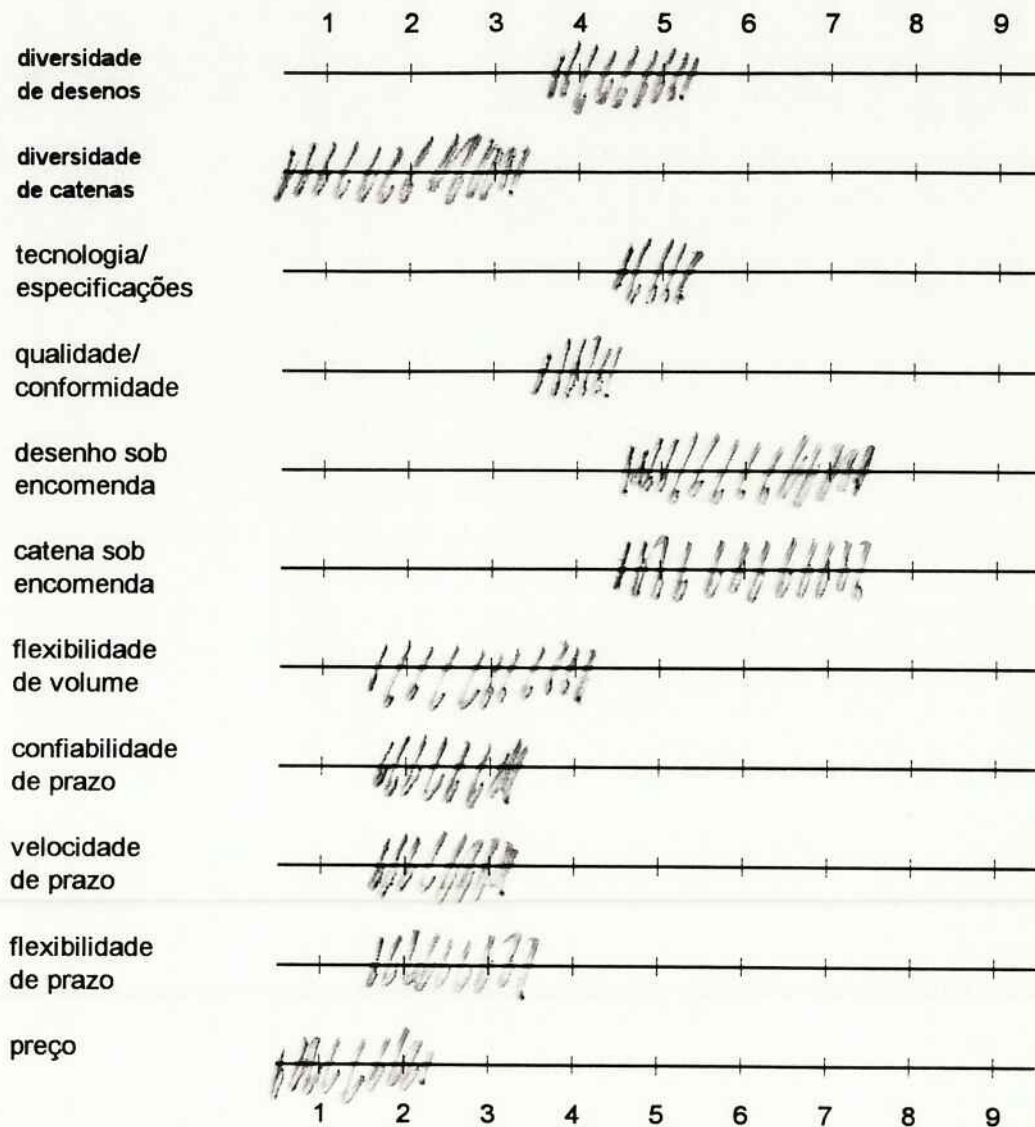 1 2 3 4 5 6 7 8 9
diversidade
de desenos
diversidade
de catenas
tecnologia/
especificações
qualidade/
conformidade
desenho sob
encomenda
catena sob
encomenda
flexibilidade
de volume
confiabilidade
de prazo
velocidade
de prazo
flexibilidade
de prazo
preço
1 2 3 4 5 6 7 8 9